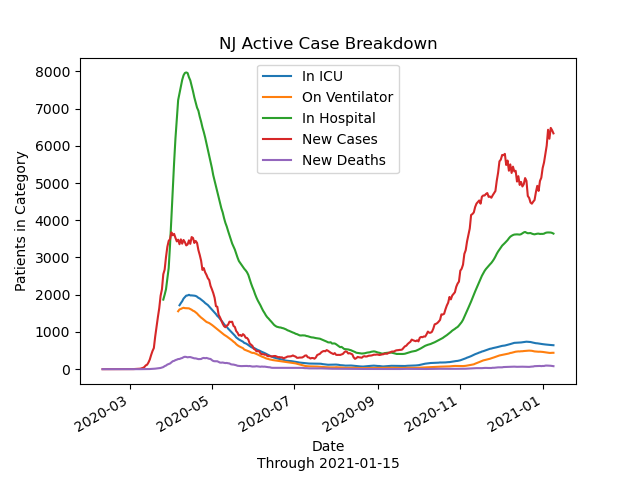 NJ Active Case Breakdown
8000
7000
6000
5000
4000
3000
2000
1000
0
Patients in Category
In ICU
On Ventilator
In Hospital
New Cases
New Deaths
2020-03
2020-05
2020-07
2020-09
2020-11
2021-01
Date
Through 2021-01-15